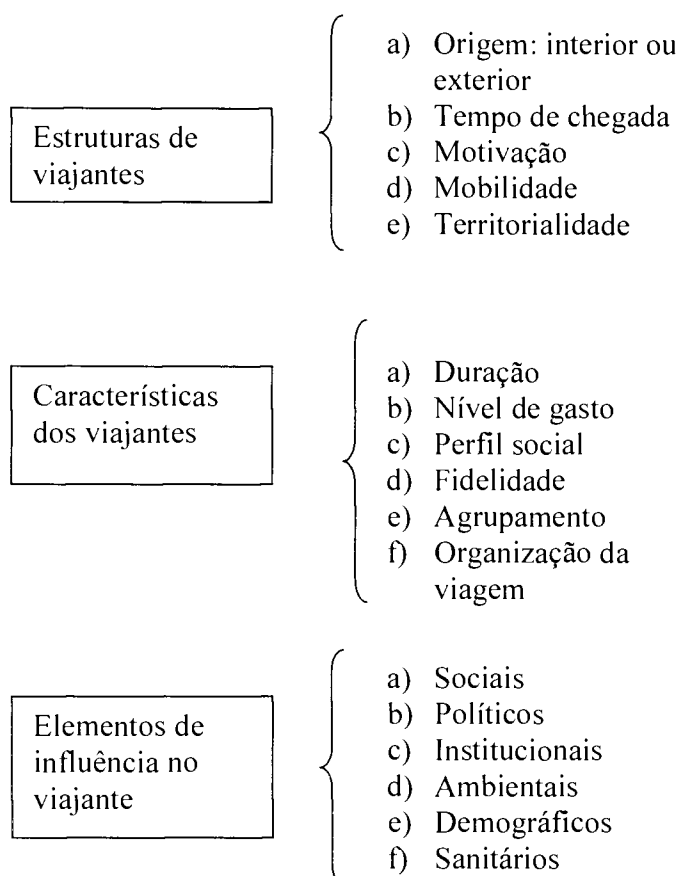 Estruturas de
viajantes
a) Origem: interior ou
exterior
b) Tempo de chegada
c) Motivação
d) Mobilidade
e) Territorialidade
Características
dos viajantes
a) Duração
b) Nível de gasto
c) Perfil social
d) Fidelidade
e) Agrupamento
f) Organização da
viagem
Elementos de
influência no
viajante
a) Sociais
b) Políticos
c) Institucionais
d) Ambientais
e) Demográficos
f) Sanitários